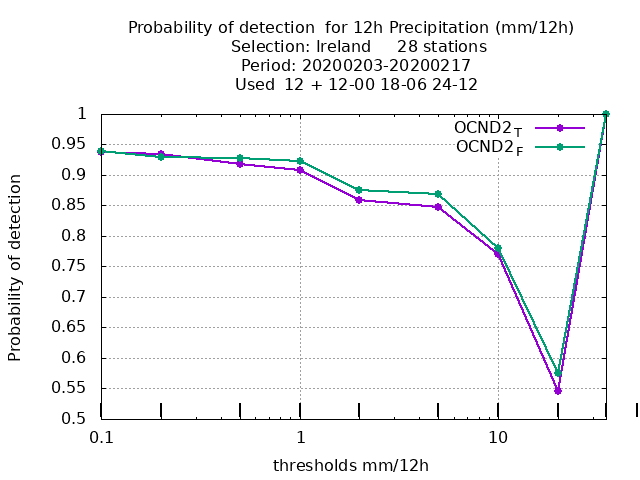 Probability of detection  for 12h Precipitation (mm/12h)
Selection: Ireland     28 stations
Period: 20200203-20200217
Used  12 + 12-00 18-06 24-12
OCND2T
OCND2F
Probability of detection
1
0.95
0.9
0.85
0.8
0.75
0.7
0.65
0.6
0.55
0.5
0.1
1
10
thresholds mm/12h